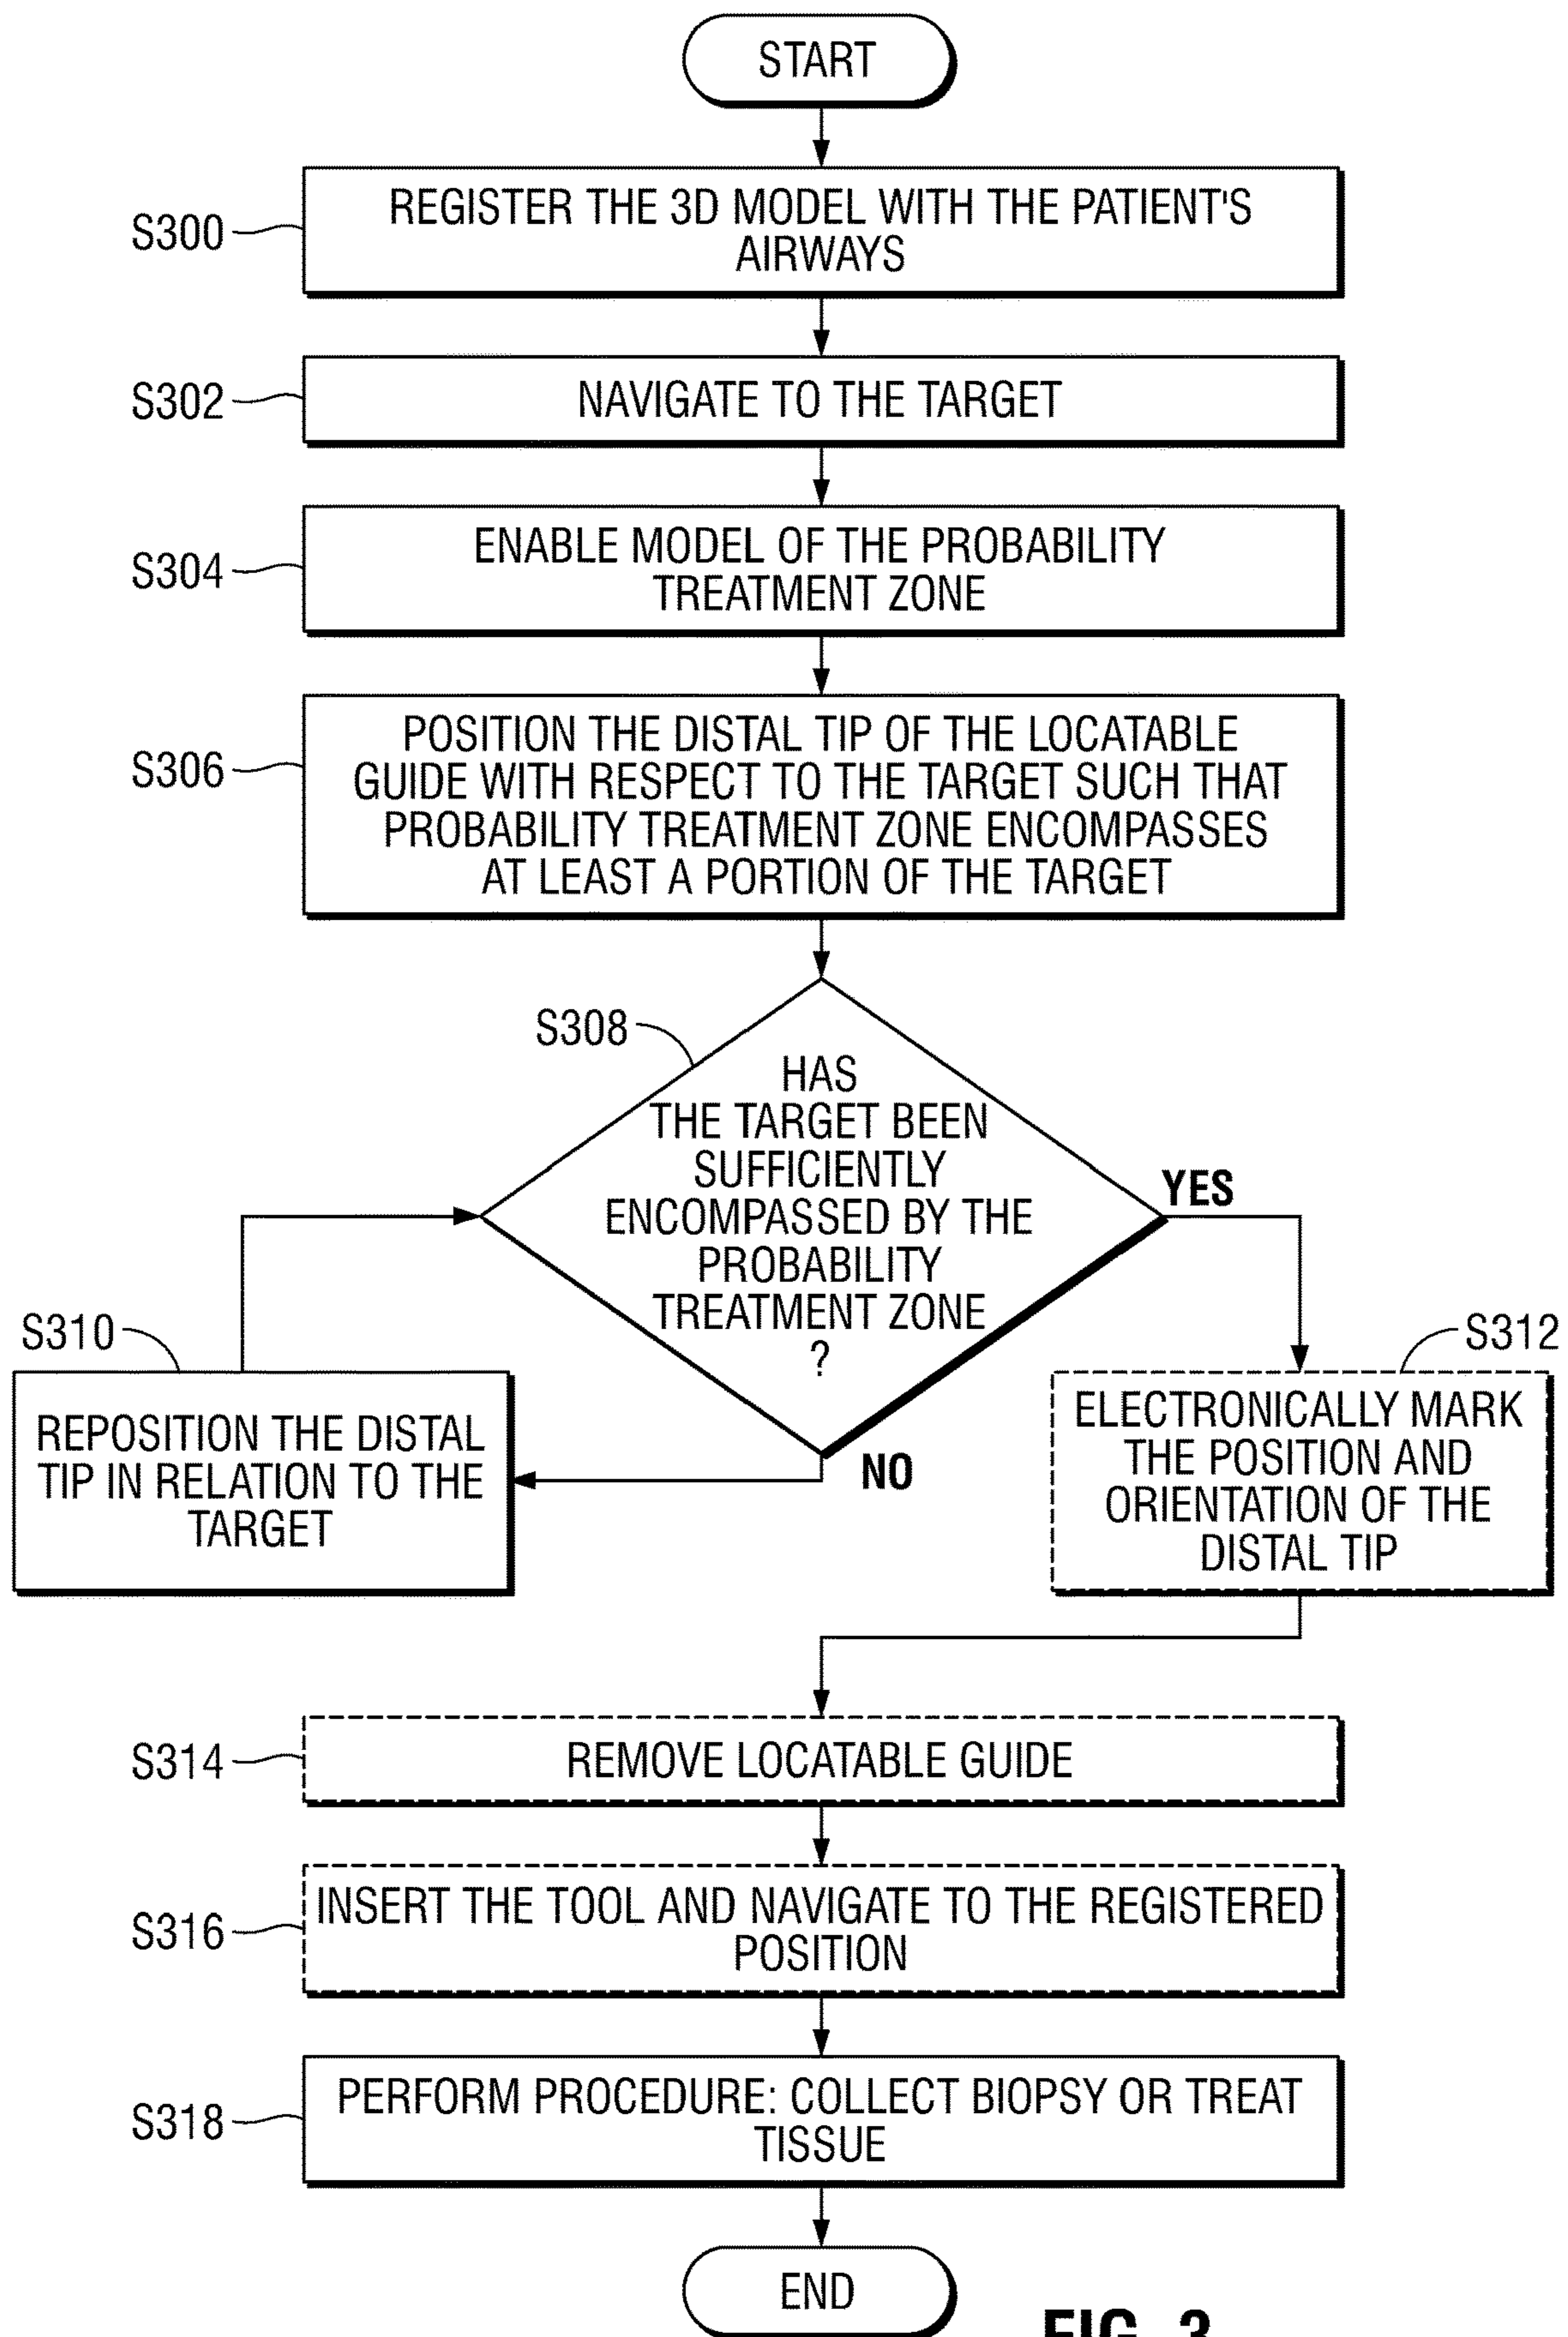 START
S300
REGISTER THE 3D MODEL WITH THE PATIENT'S
AIRWAYS
S302
NAVIGATE TO THE TARGET
S304
ENABLE MODEL OF THE PROBABILITY
TREATMENT ZONE
S306
POSITION THE DISTAL TIP OF THE LOCATABLE
GUIDE WITH RESPECT TO THE TARGET SUCH THAT
PROBABILITY TREATMENT ZONE ENCOMPASSES
AT LEAST A PORTION OF THE TARGET
S308
HAS
THE TARGET BEEN
SUFFICIENTLY
ENCOMPASSED BY THE
PROBABILITY
TREATMENT ZONE
?
YES
NO
S310
REPOSITION THE DISTAL
TIP IN RELATION TO THE
TARGET
S312
ELECTRONICALLY MARK
THE POSITION AND
ORIENTATION OF THE
DISTAL TIP
S314
REMOVE LOCATABLE GUIDE
S316
INSERT THE TOOL AND NAVIGATE TO THE REGISTERED
POSITION
S318
PERFORM PROCEDURE: COLLECT BIOPSY OR TREAT
TISSUE
END
FIG. 3